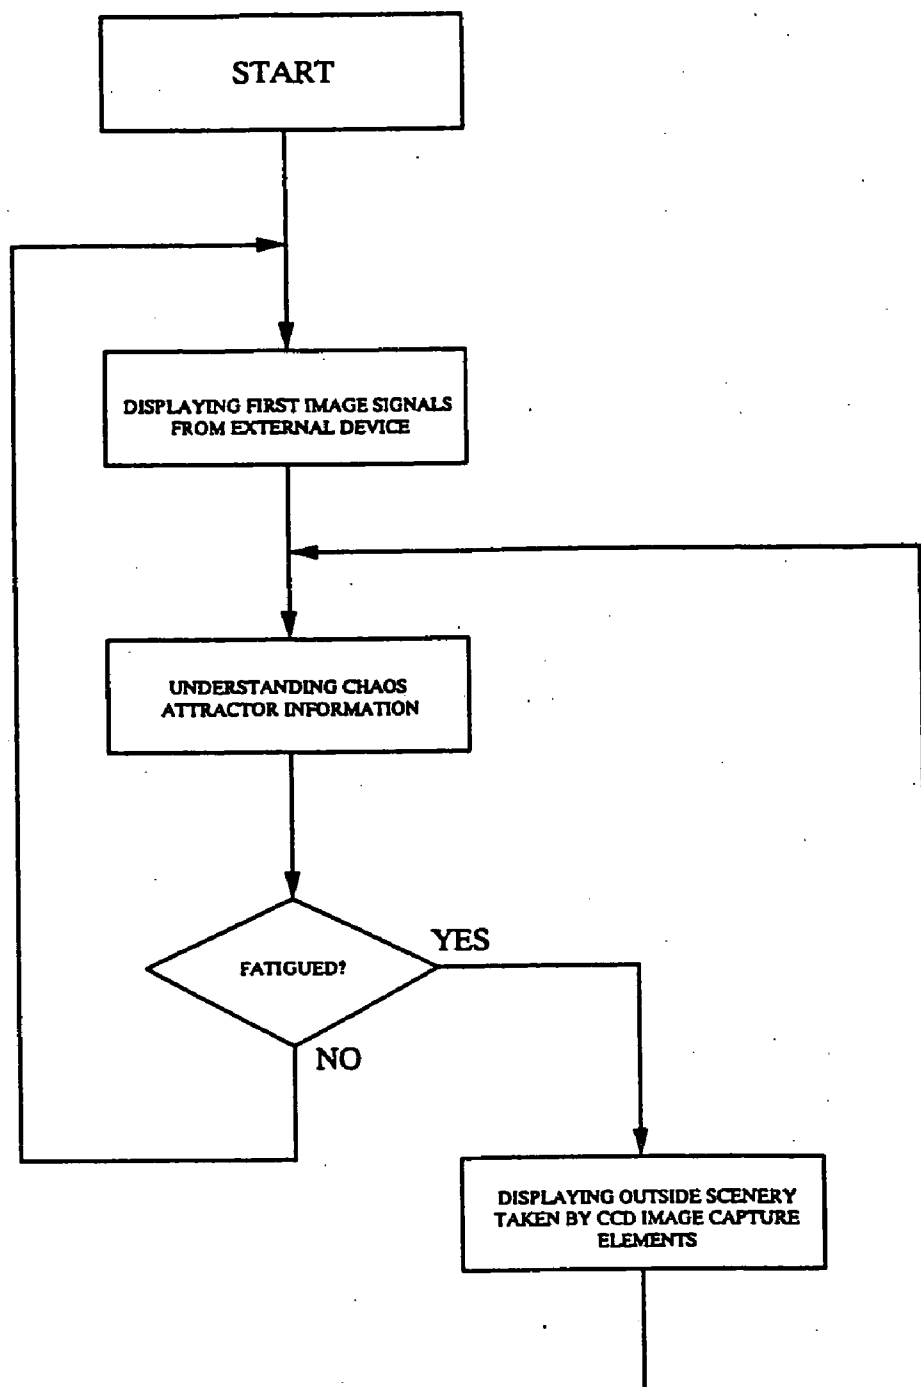 START
DISPLAYING FIRST IMAGE SIGNALS
FROM EXTERNAL DEVICE
UNDERSTANDING CHAOS
ATTRACTOR INFORMATION
FATIGUED?
YES
NO
DISPLAYING OUTSIDE SCENERY
TAKEN BY CCD IMAGE CAPTURE
ELEMENTS